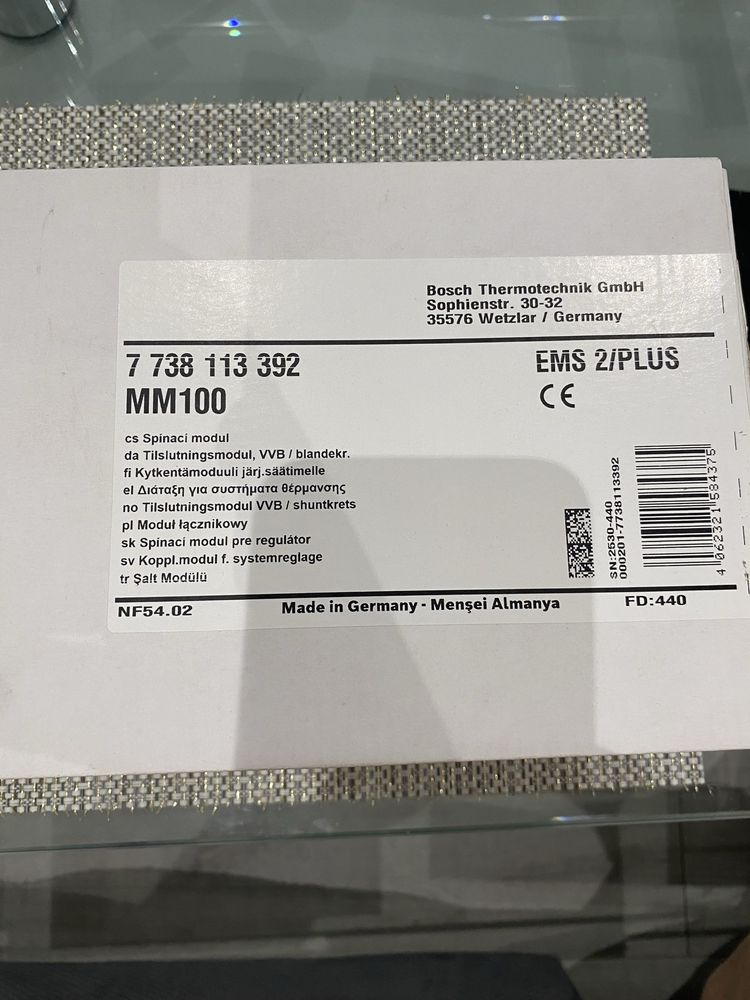 Bosch Thermotechnik GmbH
Sophienstr. 30-32
35576 Wetzlar / Germany
7 738 113 392
EMS 2/PLUS
MM100
CE
cs Spínací modul
da Tilslutningsmodul, VVB / blandekr.
fi Kytkentämoduuli järj.säätimelle
el Διάταξη για συστήματα θέρμανσης
no Tilslutningsmodul VVB / shuntkrets
pl Moduł łącznikowy
sk Spínací modul pre regulátor
sv Koppl.modul f. systemreglage
tr Şalt Modülü
SN:2530-440
000201-7738113392
4 062321 584375
NF54.02
Made in Germany - Menşei Almanya
FD:440